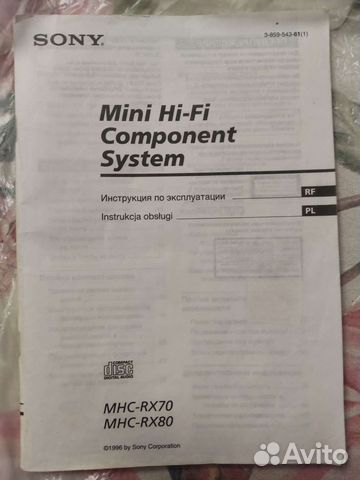 SONY
3-859-543-61(1)
Mini Hi-Fi
Component
System
Инструкция по эксплуатации
RF
Instrukcja obsługi
PL
COMPACT
disc
DIGITAL AUDIO
MHC-RX70
MHC-RX80
©1996 by Sony Corporation
Avito